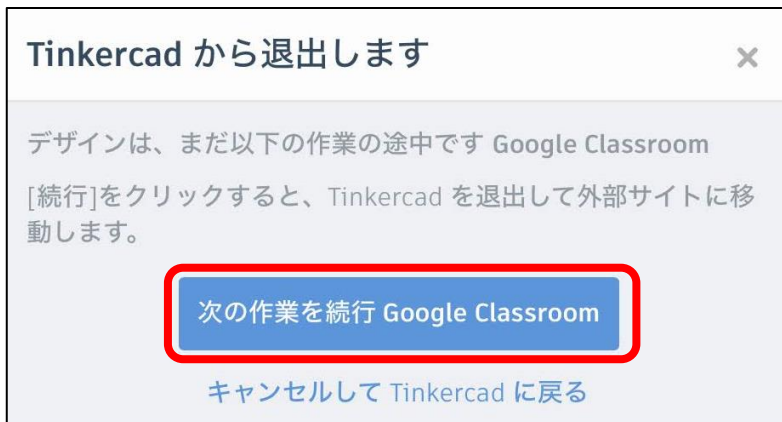 Tinkercad から退出します
デザインは、まだ以下の作業の途中です Google Classroom
[続行]をクリックすると、Tinkercad を退出して外部サイトに移
動します。
次の作業を続行 Google Classroom
キャンセルして Tinkercad に戻る